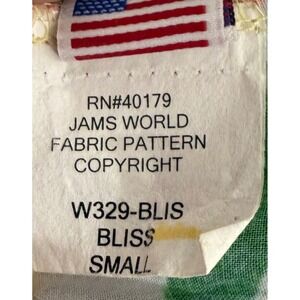 RN#40179
JAMS WORLD
FABRIC PATTERN
COPYRIGHT
W329-BLIS
BLISS
SMALL